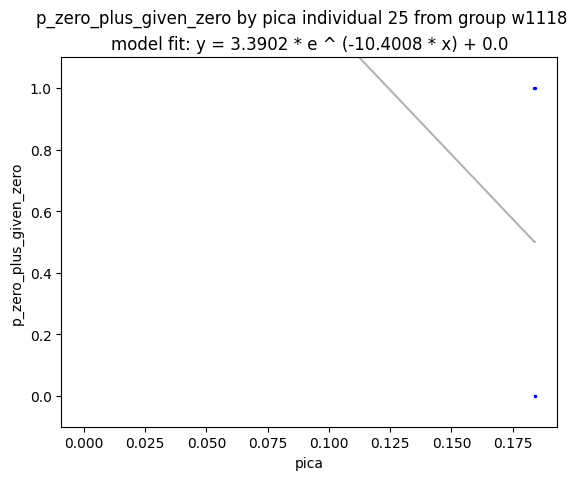 p_zero_plus_given_zero by pica individual 25 from group w1118
model fit: y = 3.3902 * e ^ (-10.4008 * x) + 0.0
p_zero_plus_given_zero
1.0
0.8
0.6
0.4
0.2
0.0
0.000 0.025 0.050 0.075 0.100 0.125 0.150 0.175
pica